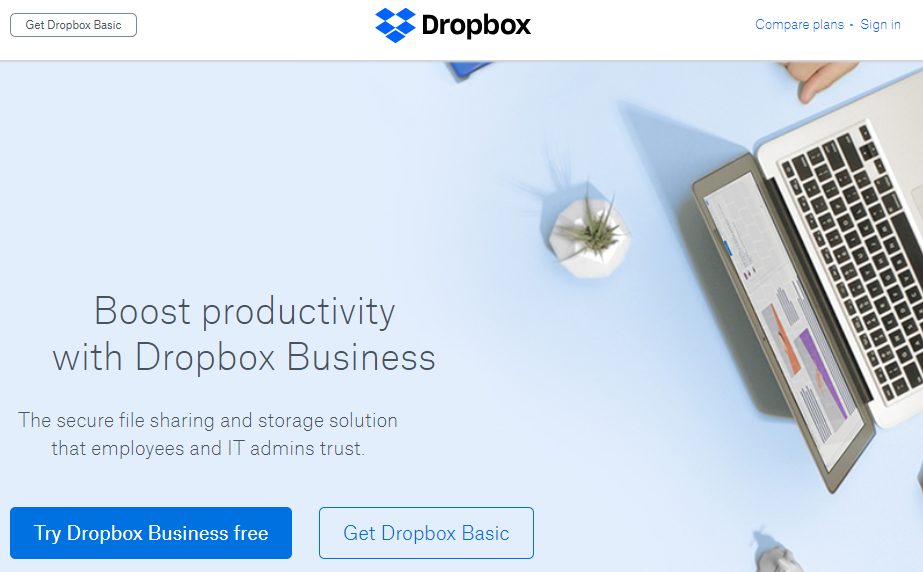 Get Dropbox Basic
Dropbox
Compare plans • Sign in
Boost productivity
with Dropbox Business
The secure file sharing and storage solution
that employees and IT admins trust.
Try Dropbox Business free
Get Dropbox Basic